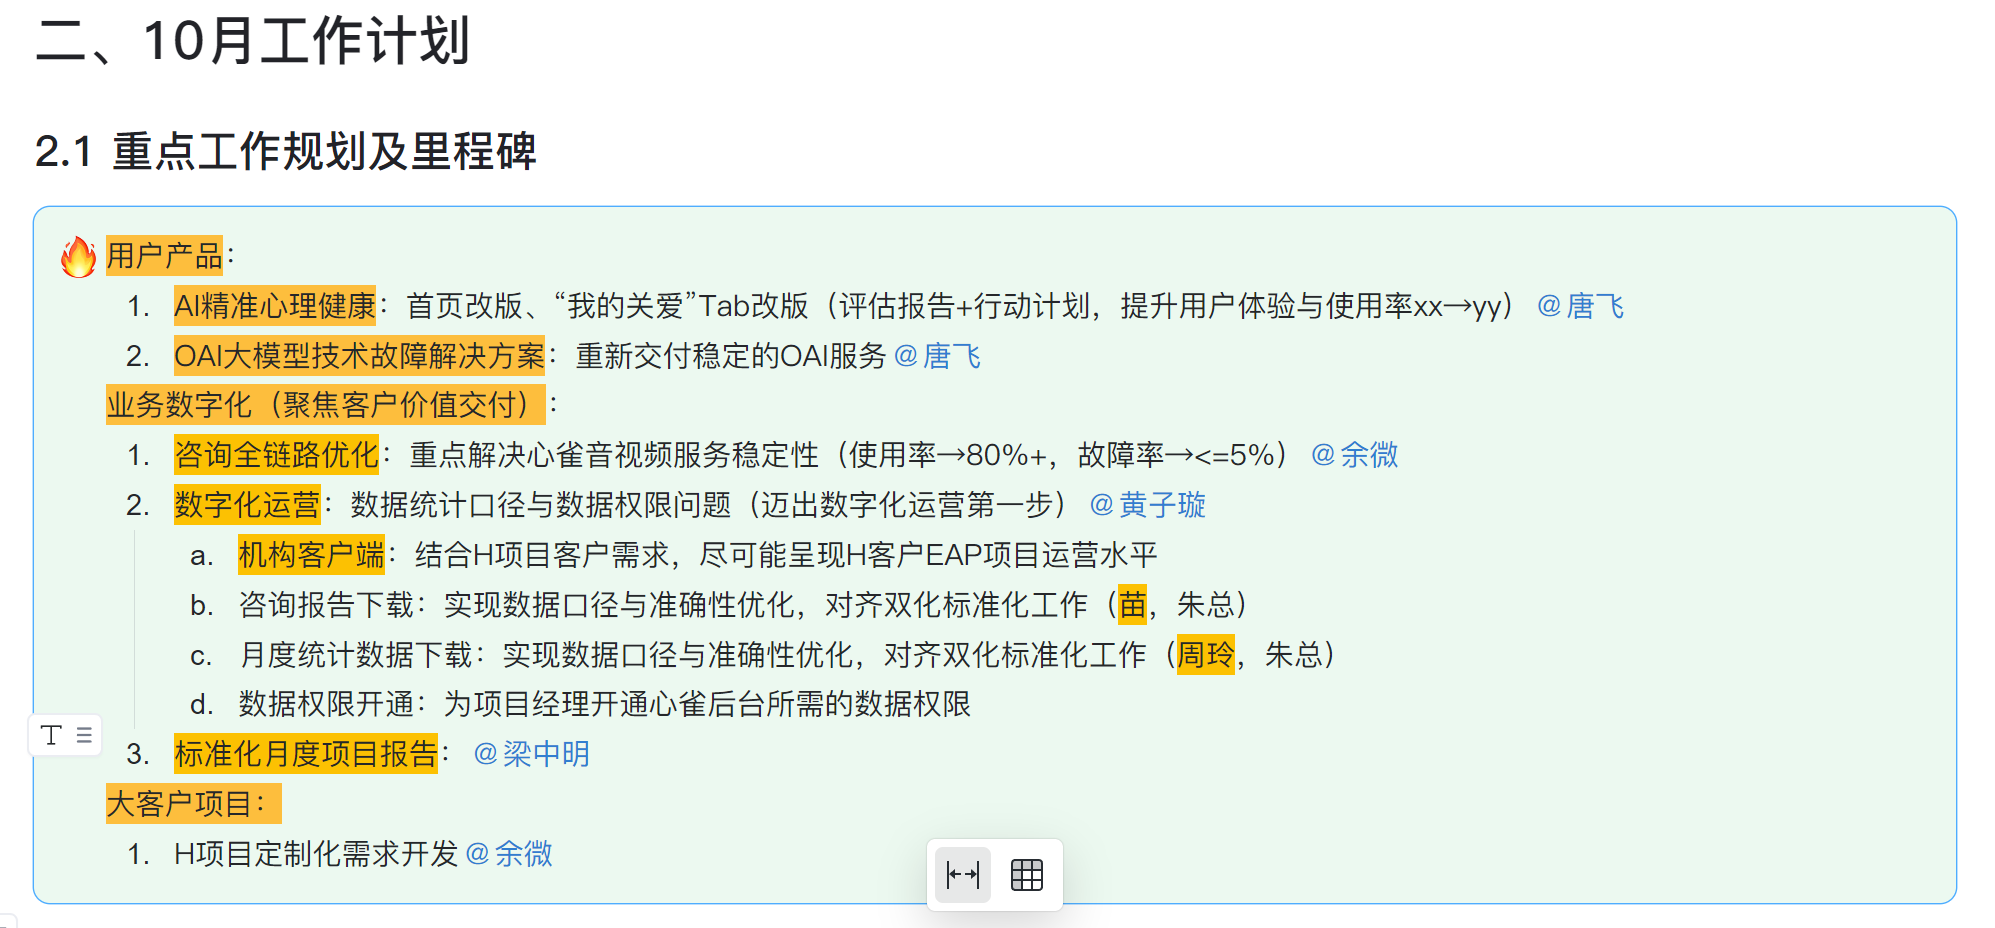 二、10月工作计划
2.1 重点工作规划及里程碑
用户产品：
1. AI精准心理健康：首页改版、“我的关爱”Tab改版（评估报告+行动计划，提升用户体验与使用率xx→yy） @唐飞
2. OAI大模型技术故障解决方案：重新交付稳定的OAI服务 @唐飞
业务数字化（聚焦客户价值交付）：
1. 咨询全链路优化：重点解决心雀音视频服务稳定性（使用率→80%+，故障率→<=5%） @余微
2. 数字化运营：数据统计口径与数据权限问题（迈出数字化运营第一步） @黄子璇
a. 机构客户端：结合H项目客户需求，尽可能呈现H客户EAP项目运营水平
b. 咨询报告下载：实现数据口径与准确性优化，对齐双化标准化工作（苗，朱总）
c. 月度统计数据下载：实现数据口径与准确性优化，对齐双化标准化工作（周玲，朱总）
d. 数据权限开通：为项目经理开通心雀后台所需的数据权限
3. 标准化月度项目报告： @梁中明
大客户项目：
1. H项目定制化需求开发 @余微